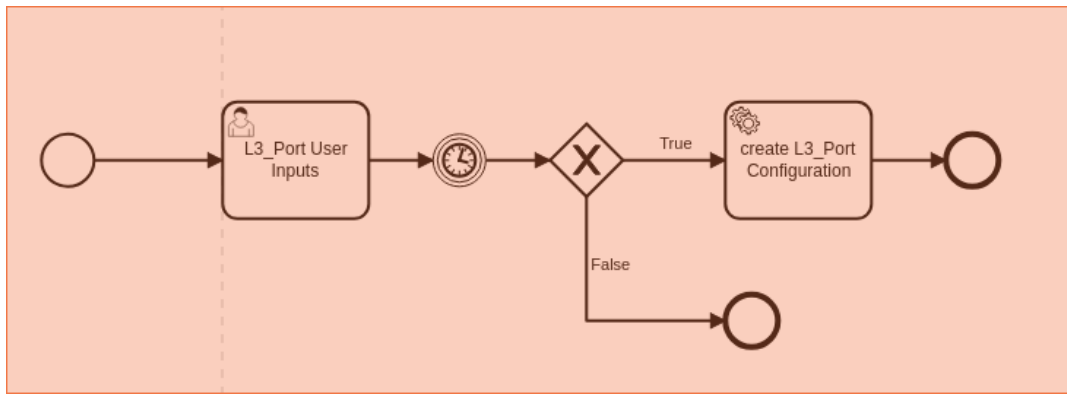 L3_Port User
Inputs
True
create L3_Port
Configuration
False